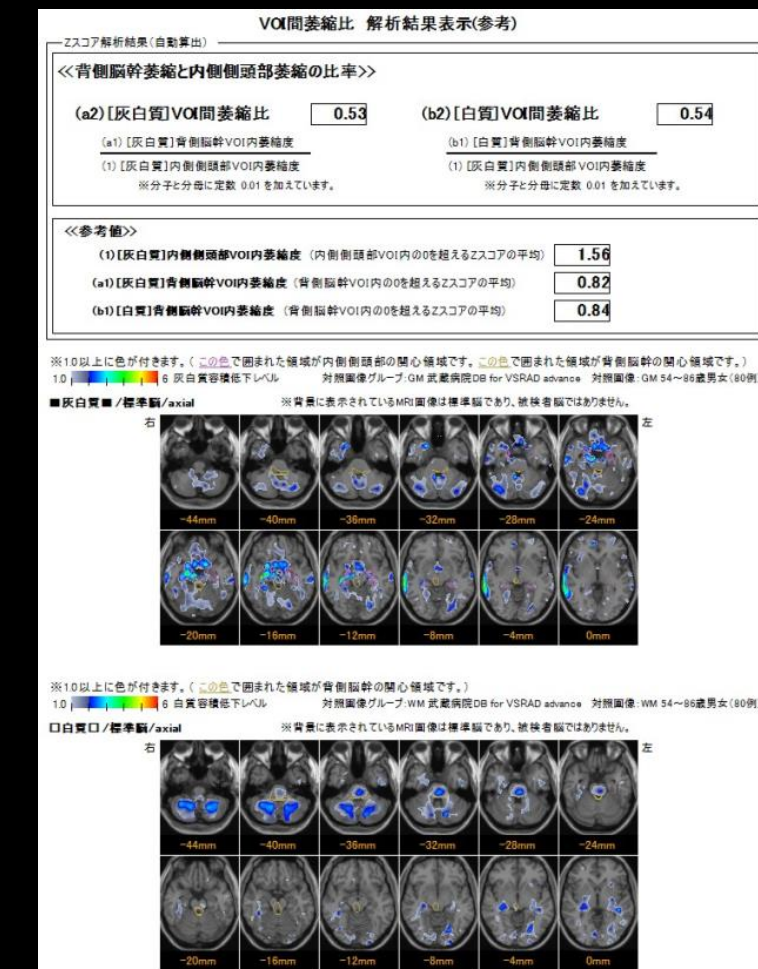 VOI間萎縮比 解析結果表示(参考)
Zスコア解析結果(自動算出)
≪背側脳幹萎縮と内側側頭部萎縮の比率≫
(a2)[灰白質]VOI間萎縮比 0.53 (b2)[白質]VOI間萎縮比 0.54
(a1)[灰白質]背側脳幹VOI内萎縮度 (b1)[白質]背側脳幹VOI内萎縮度
(1)[灰白質]内側側頭部VOI内萎縮度 (1)[灰白質]内側側頭部VOI内萎縮度
※分子と分母に定数 0.01 を加えています。 ※分子と分母に定数 0.01 を加えています。
≪参考値≫
(1)[灰白質]内側側頭部VOI内萎縮度 (内側側頭部VOI内の0を超えるZスコアの平均) 1.56
(a1)[灰白質]背側脳幹VOI内萎縮度 (背側脳幹VOI内の0を超えるZスコアの平均) 0.82
(b1)[白質]背側脳幹VOI内萎縮度 (背側脳幹VOI内の0を超えるZスコアの平均) 0.84
※1.0以上に色が付きます。( この色で囲まれた領域が内側側頭部の関心領域です。 この色で囲まれた領域が背側脳幹の関心領域です。)
1.0 6 灰白質容積低下レベル 対照画像グループ:GM 武蔵病院DB for VSRAD advance 対照画像:GM 54~86歳男女(80例)
■灰白質■ /標準脳/axial ※背景に表示されているMRI画像は標準脳であり、被検者脳ではありません。
右 左
-44mm -40mm -36mm -32mm -28mm -24mm
-20mm -16mm -12mm -8mm -4mm 0mm
※1.0以上に色が付きます。( この色で囲まれた領域が背側脳幹の関心領域です。)
1.0 6 白質容積低下レベル 対照画像グループ:WM 武蔵病院DB for VSRAD advance 対照画像:WM 54~86歳男女(80例)
□白質□ /標準脳/axial ※背景に表示されているMRI画像は標準脳であり、被検者脳ではありません。
右 左
-44mm -40mm -36mm -32mm -28mm -24mm
-20mm -16mm -12mm -8mm -4mm 0mm